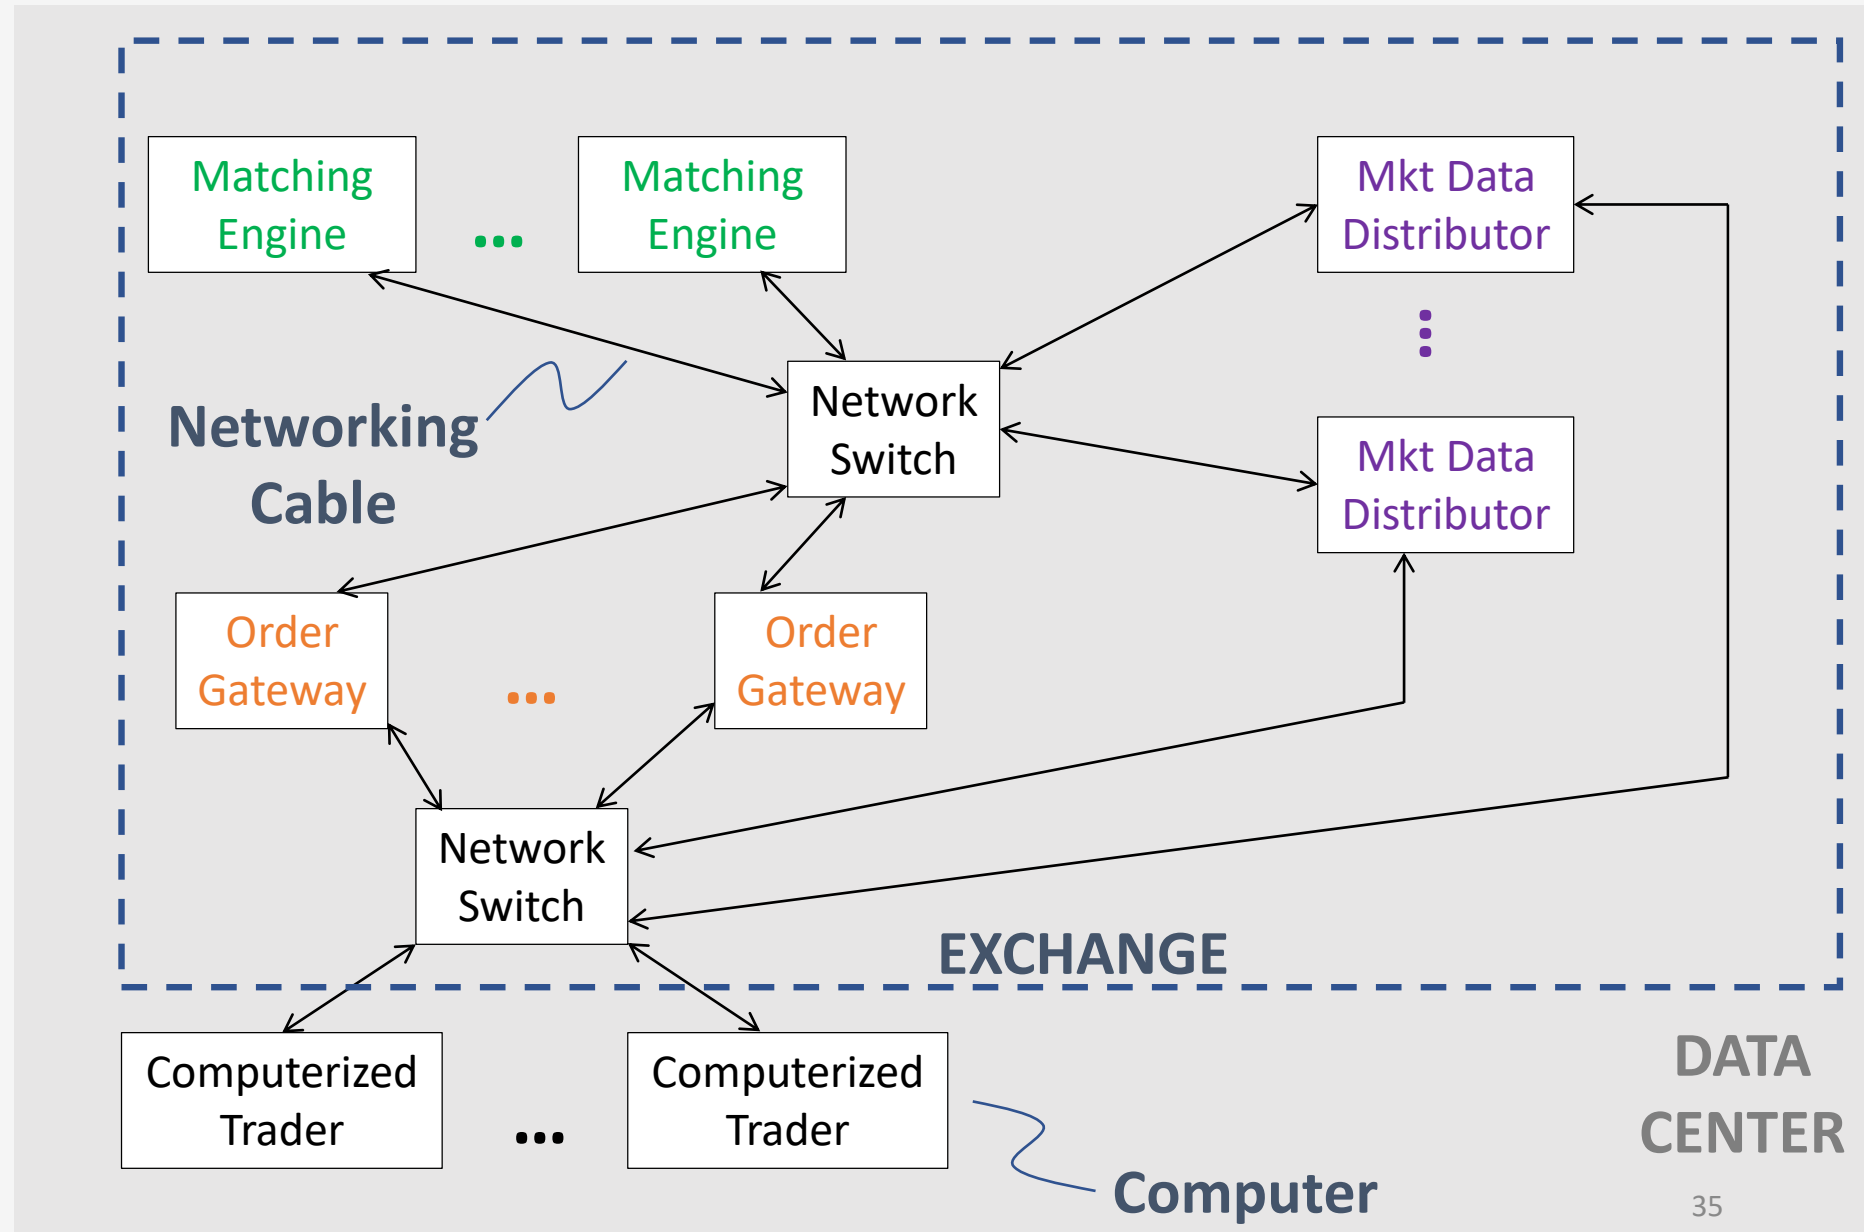 Matching
Engine
...
Matching
Engine
Mkt Data
Distributor
...
Networking
Cable
Network
Switch
Mkt Data
Distributor
Order
Gateway
...
Order
Gateway
Network
Switch
EXCHANGE
Computerized
Trader
...
Computerized
Trader
DATA
CENTER
Computer
35